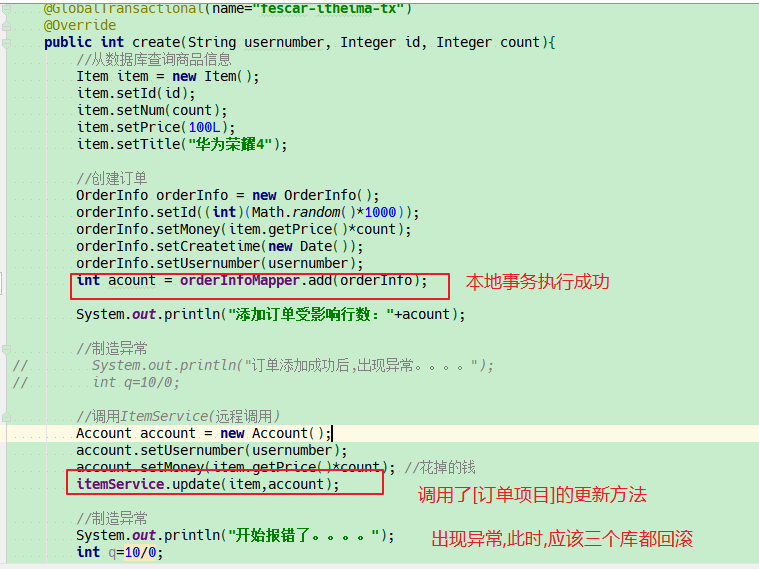 @GlobalTransactional(name="fescar-itheima-tx")
@Override
public int create(String usernumber, Integer id, Integer count){
//从数据库查询商品信息
Item item = new Item();
item.setId(id);
item.setNum(count);
item.setPrice(100L);
item.setTitle("华为荣耀4");
//创建订单
OrderInfo orderInfo = new OrderInfo();
orderInfo.setId((int)(Math.random()*1000));
orderInfo.setMoney(item.getPrice()*count);
orderInfo.setCreatetime(new Date());
orderInfo.setUsernumber(usernumber);
int acount = orderInfoMapper.add(orderInfo); 本地事务执行成功
System.out.println("添加订单受影响行数："+acount);
//制造异常
// System.out.println("订单添加成功后,出现异常。。。。");
// int q=10/0;
//调用ItemService(远程调用)
Account account = new Account();
account.setUsernumber(usernumber);
account.setMoney(item.getPrice()*count); //花掉的钱
itemService.update(item,account);
调用了[订单项目]的更新方法
//制造异常
System.out.println("开始报错了。。。。"); 出现异常,此时,应该三个库都回滚
int q=10/0;